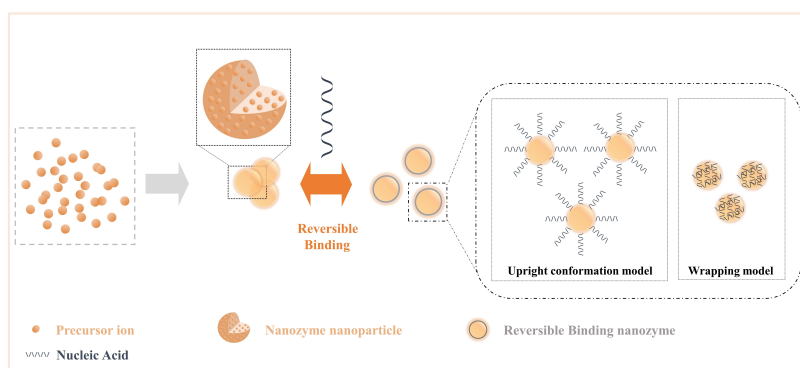 Reversible
Binding
Upright conformation model
Wrapping model
Precursor ion
Nanozyme nanoparticle
Reversible Binding nanozyme
Nucleic Acid